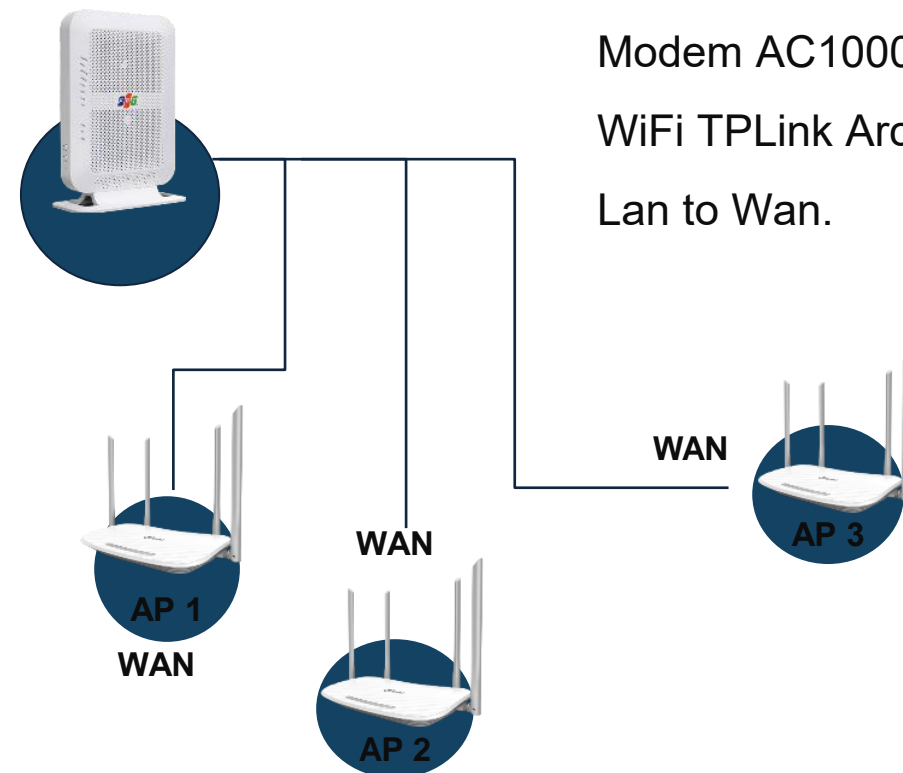 Modem AC1000
WiFi TPLink Arc
Lan to Wan.
WAN
AP 3
WAN
AP 1
WAN
AP 2